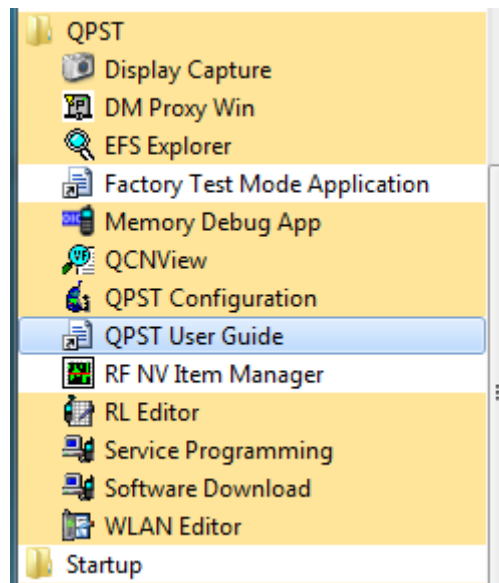 QPST
Display Capture
DM Proxy Win
EFS Explorer
Factory Test Mode Application
Memory Debug App
QCNView
QPST Configuration
QPST User Guide
RF NV Item Manager
RL Editor
Service Programming
Software Download
WLAN Editor
Startup